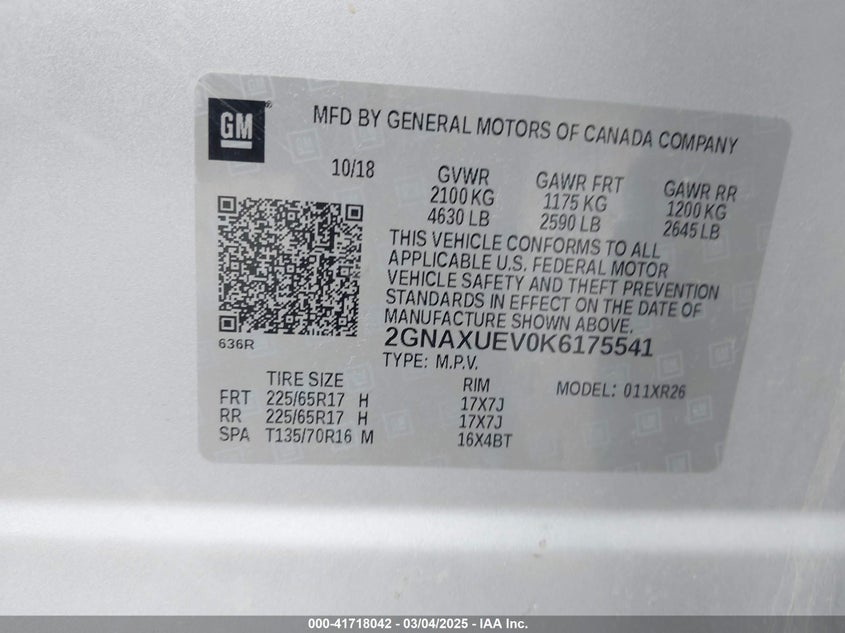 GM
®
MFD BY GENERAL MOTORS OF CANADA COMPANY
10/18 GVWR GAWR FRT GAWR RR
2100 KG 1175 KG 1200 KG
4630 LB 2590 LB 2645 LB
THIS VEHICLE CONFORMS TO ALL
APPLICABLE U.S. FEDERAL MOTOR
VEHICLE SAFETY AND THEFT PREVENTION
STANDARDS IN EFFECT ON THE DATE OF
MANUFACTURE SHOWN ABOVE.
636R
2GNAXUEV0K6175541
TYPE: M.P.V.
TIRE SIZE RIM MODEL: 011XR26
FRT 225/65R17 H 17X7J
RR 225/65R17 H 17X7J
SPA T135/70R16 M 16X4BT
000-41718042 - 03/04/2025 - IAA Inc.